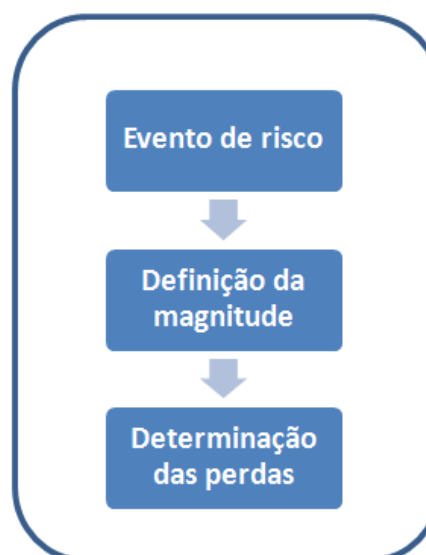 Evento de risco
Definição da
magnitude
Determinação
das perdas